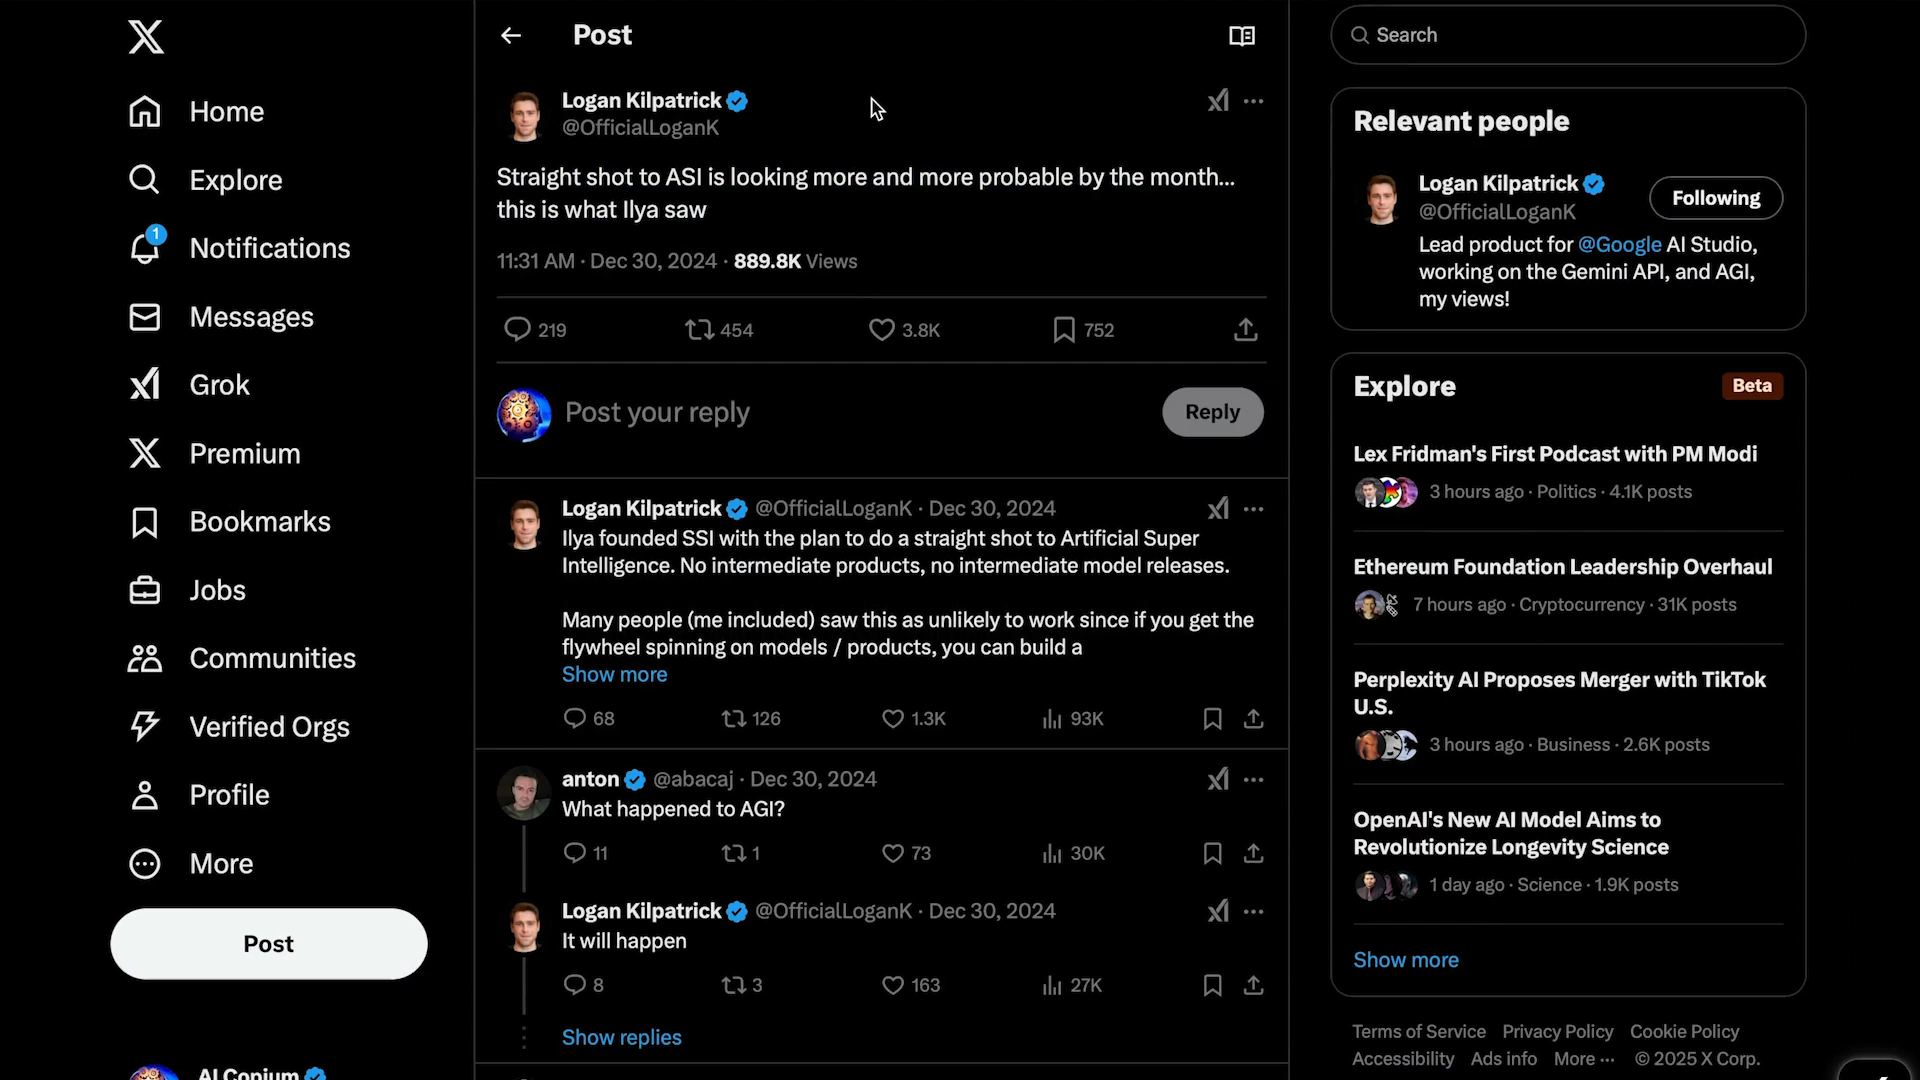 Home
Explore
1
Notifications
Messages
Grok
Premium
Bookmarks
Jobs
Communities
Verified Orgs
Profile
More
Post
AI Copium
Post
Logan Kilpatrick
@OfficialLoganK
Straight shot to ASI is looking more and more probable by the month...
this is what Ilya saw
11:31 AM · Dec 30, 2024 · 889.8K Views
219 454 3.8K 752
Post your reply
Reply
Logan Kilpatrick @OfficialLoganK · Dec 30, 2024
Ilya founded SSI with the plan to do a straight shot to Artificial Super
Intelligence. No intermediate products, no intermediate model releases.
Many people (me included) saw this as unlikely to work since if you get the
flywheel spinning on models / products, you can build a
Show more
68 126 1.3K 93K
anton @abacaj · Dec 30, 2024
What happened to AGI?
11 1 73 30K
Logan Kilpatrick @OfficialLoganK · Dec 30, 2024
It will happen
8 3 163 27K
Show replies
Search
Relevant people
Logan Kilpatrick
@OfficialLoganK
Following
Lead product for @Google AI Studio,
working on the Gemini API, and AGI,
my views!
Explore
Beta
Lex Fridman's First Podcast with PM Modi
3 hours ago · Politics · 4.1K posts
Ethereum Foundation Leadership Overhaul
7 hours ago · Cryptocurrency · 31K posts
Perplexity AI Proposes Merger with TikTok
U.S.
3 hours ago · Business · 2.6K posts
OpenAI's New AI Model Aims to
Revolutionize Longevity Science
1 day ago · Science · 1.9K posts
Show more
Terms of Service Privacy Policy Cookie Policy
Accessibility Ads info More ··· © 2025 X Corp.